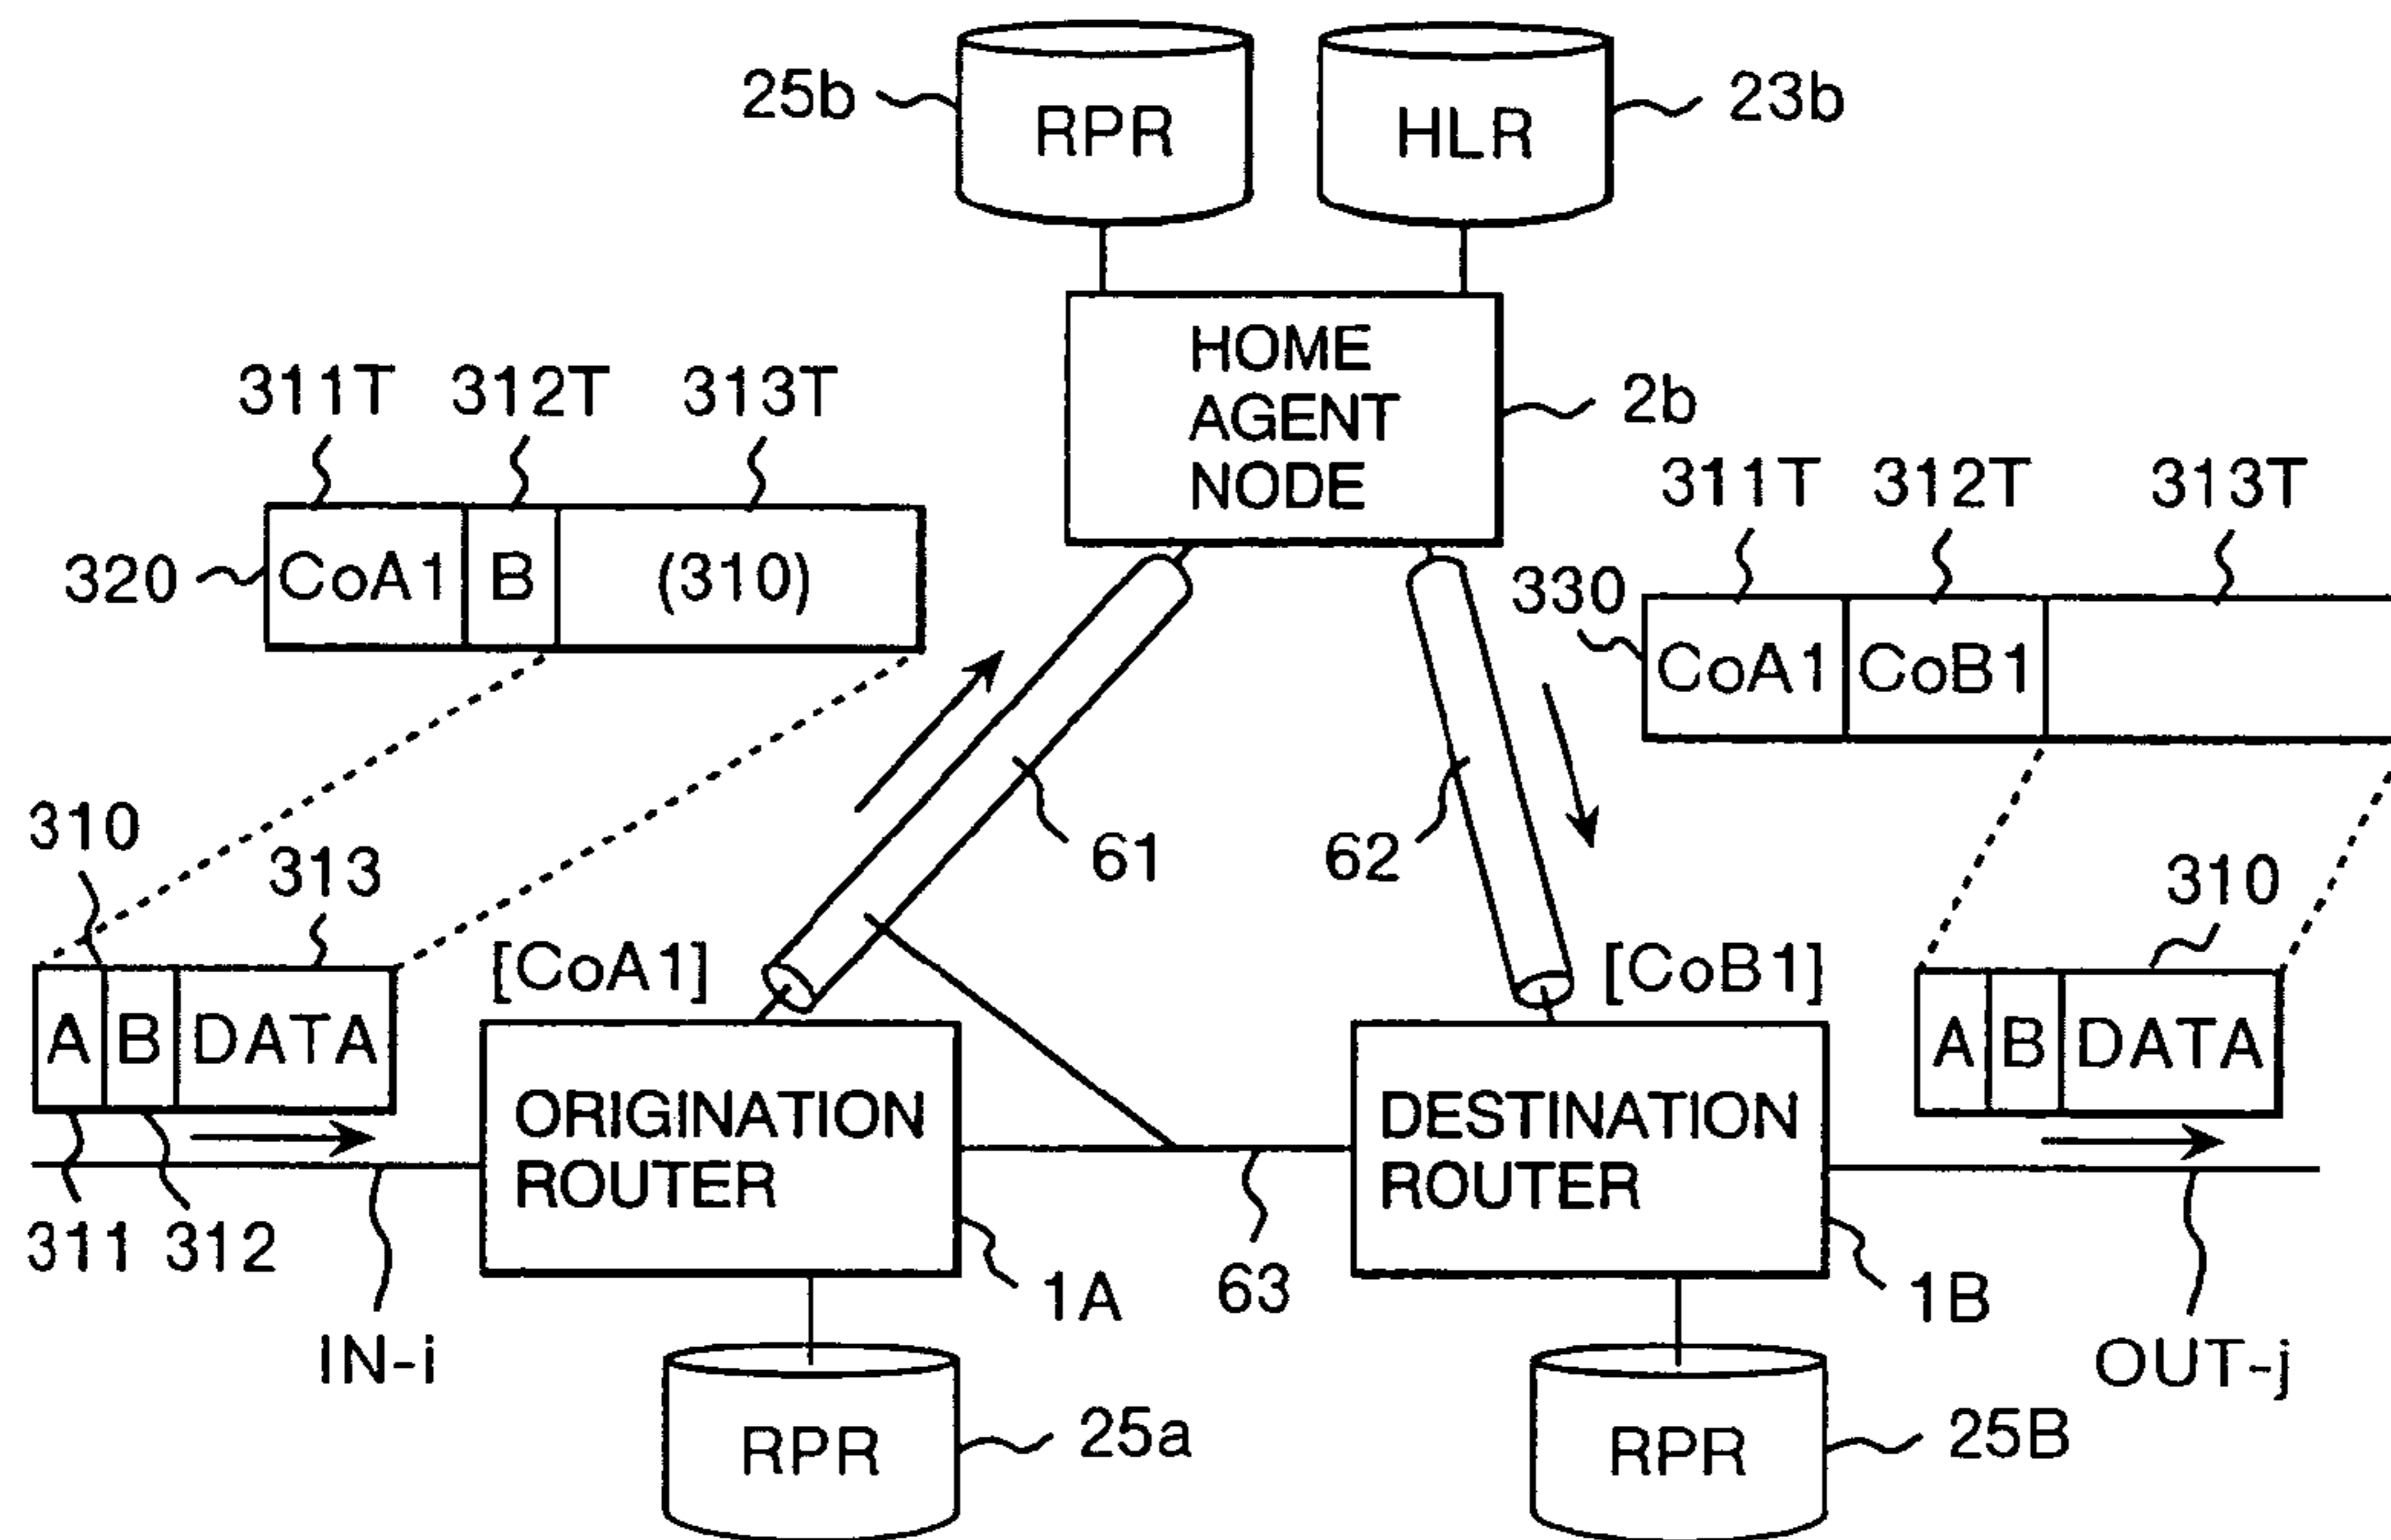 25b
RPR
HLR
23b
HOME
AGENT
NODE
2b
311T 312T 313T
320
CoA1 B (310)
311T 312T 313T
330
CoA1 CoB1
61
62
310
313
A B DATA
311 312
IN-i
[CoA1]
[CoB1]
ORIGINATION
ROUTER
1A
63
DESTINATION
ROUTER
1B
310
A B DATA
OUT-j
RPR
25a
RPR
25B